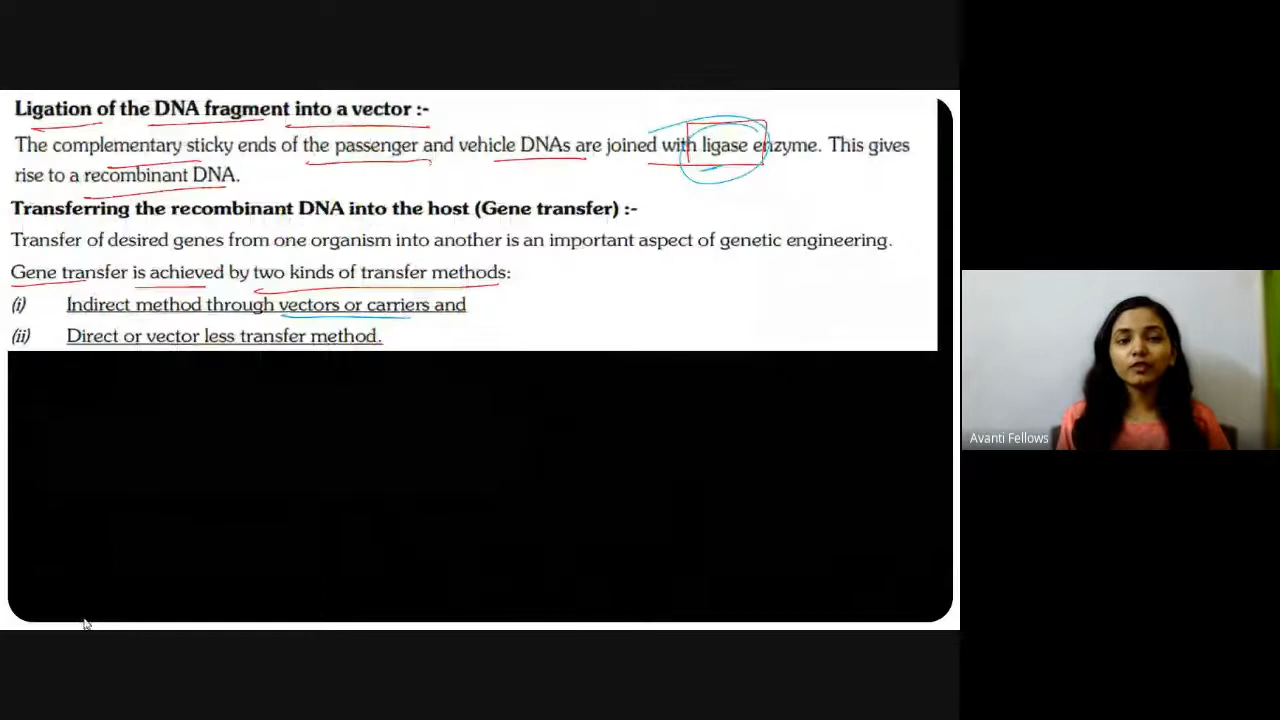 Ligation of the DNA fragment into a vector :-
The complementary sticky ends of the passenger and vehicle DNAs are joined with ligase enzyme. This gives
rise to a recombinant DNA.
Transferring the recombinant DNA into the host (Gene transfer) :-
Transfer of desired genes from one organism into another is an important aspect of genetic engineering.
Gene transfer is achieved by two kinds of transfer methods:
(i) Indirect method through vectors or carriers and
(ii) Direct or vector less transfer method.
Avanti Fellows